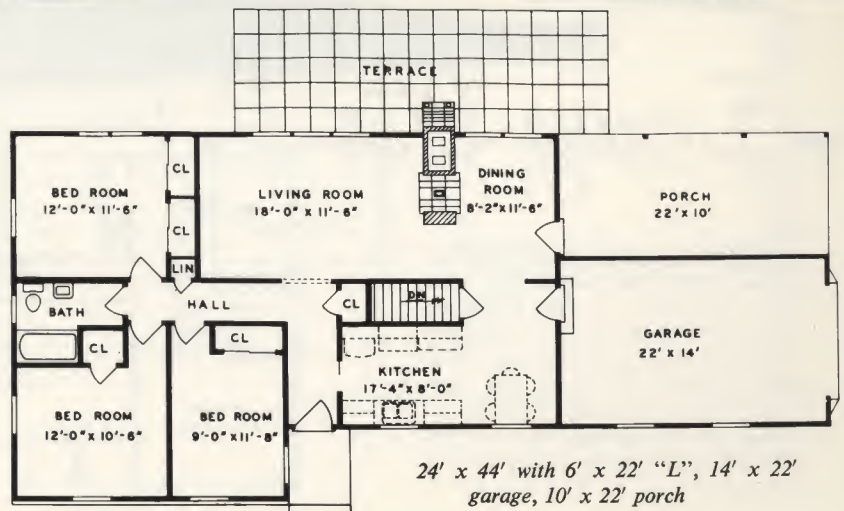 TERRACE
BED ROOM
12'-0" x 11'-6"
CL
CL
LIN
LIVING ROOM
18'-0" x 11'-6"
DINING
ROOM
8'-2" x 11'-6"
PORCH
22' x 10'
BATH
HALL
CL
DN
CL
CL
KITCHEN
17'-4" x 8'-0"
GARAGE
22' x 14'
BED ROOM
12'-0" x 10'-6"
BED ROOM
9'-0" x 11'-8"
24' x 44' with 6' x 22' "L", 14' x 22'
garage, 10' x 22' porch